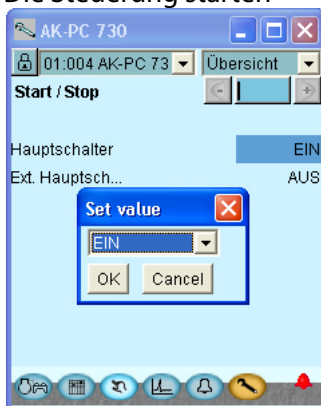 Die Steuerung starten
AK-PC 730
01:004 AK-PC 73 Übersicht
Start / Stop
Hauptschalter EIN
Ext. Hauptsch... AUS
Set value
EIN
OK Cancel